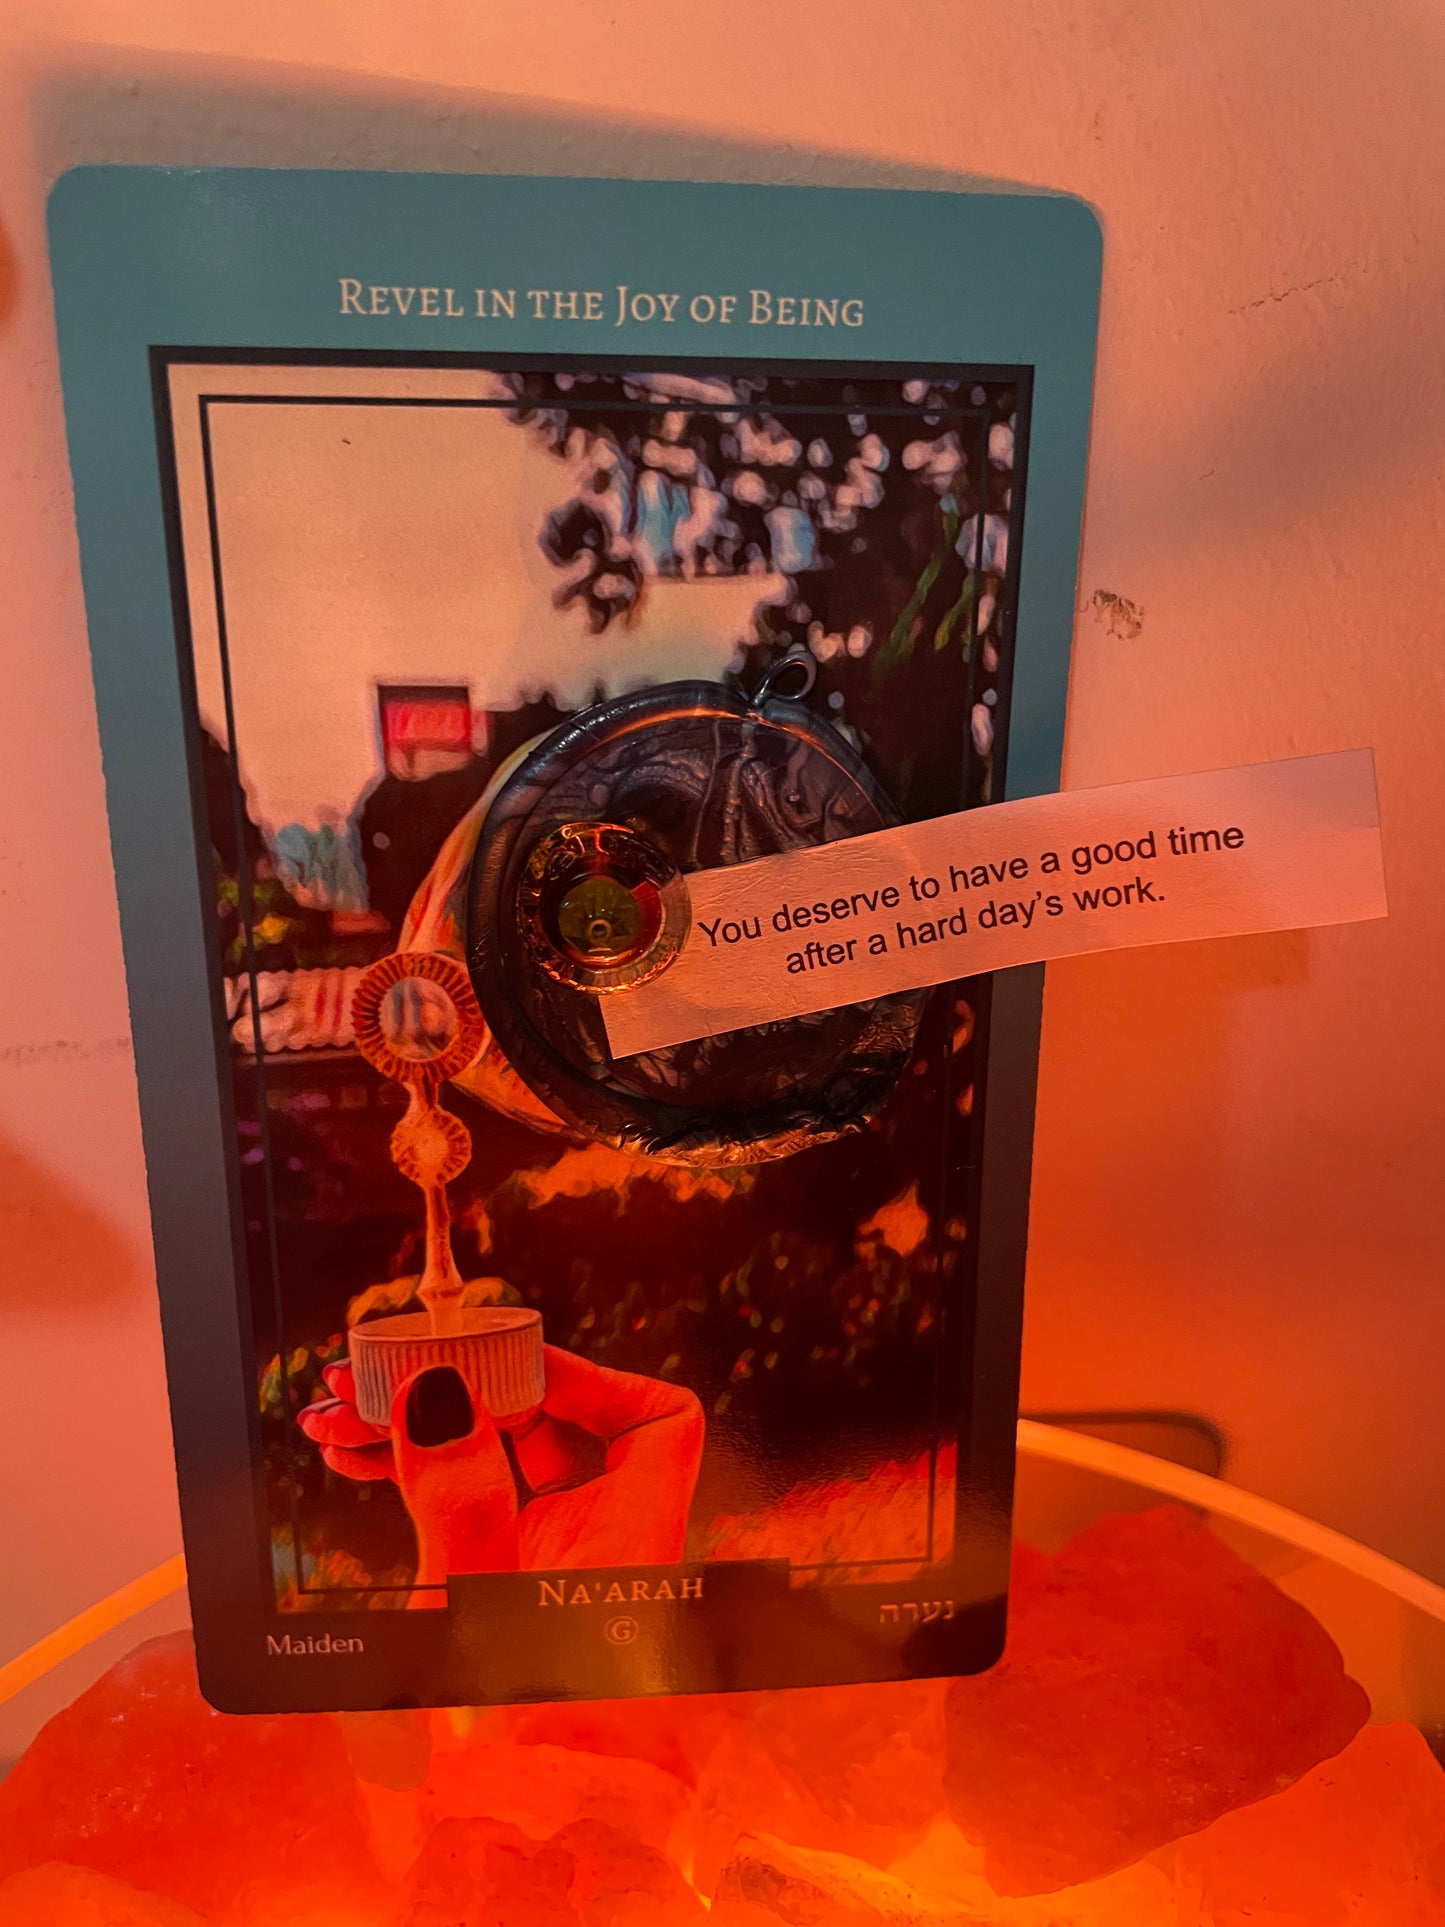 Revel in the Joy of Being
You deserve to have a good time
after a hard day's work.
Na'arah
G
Maiden
נערה